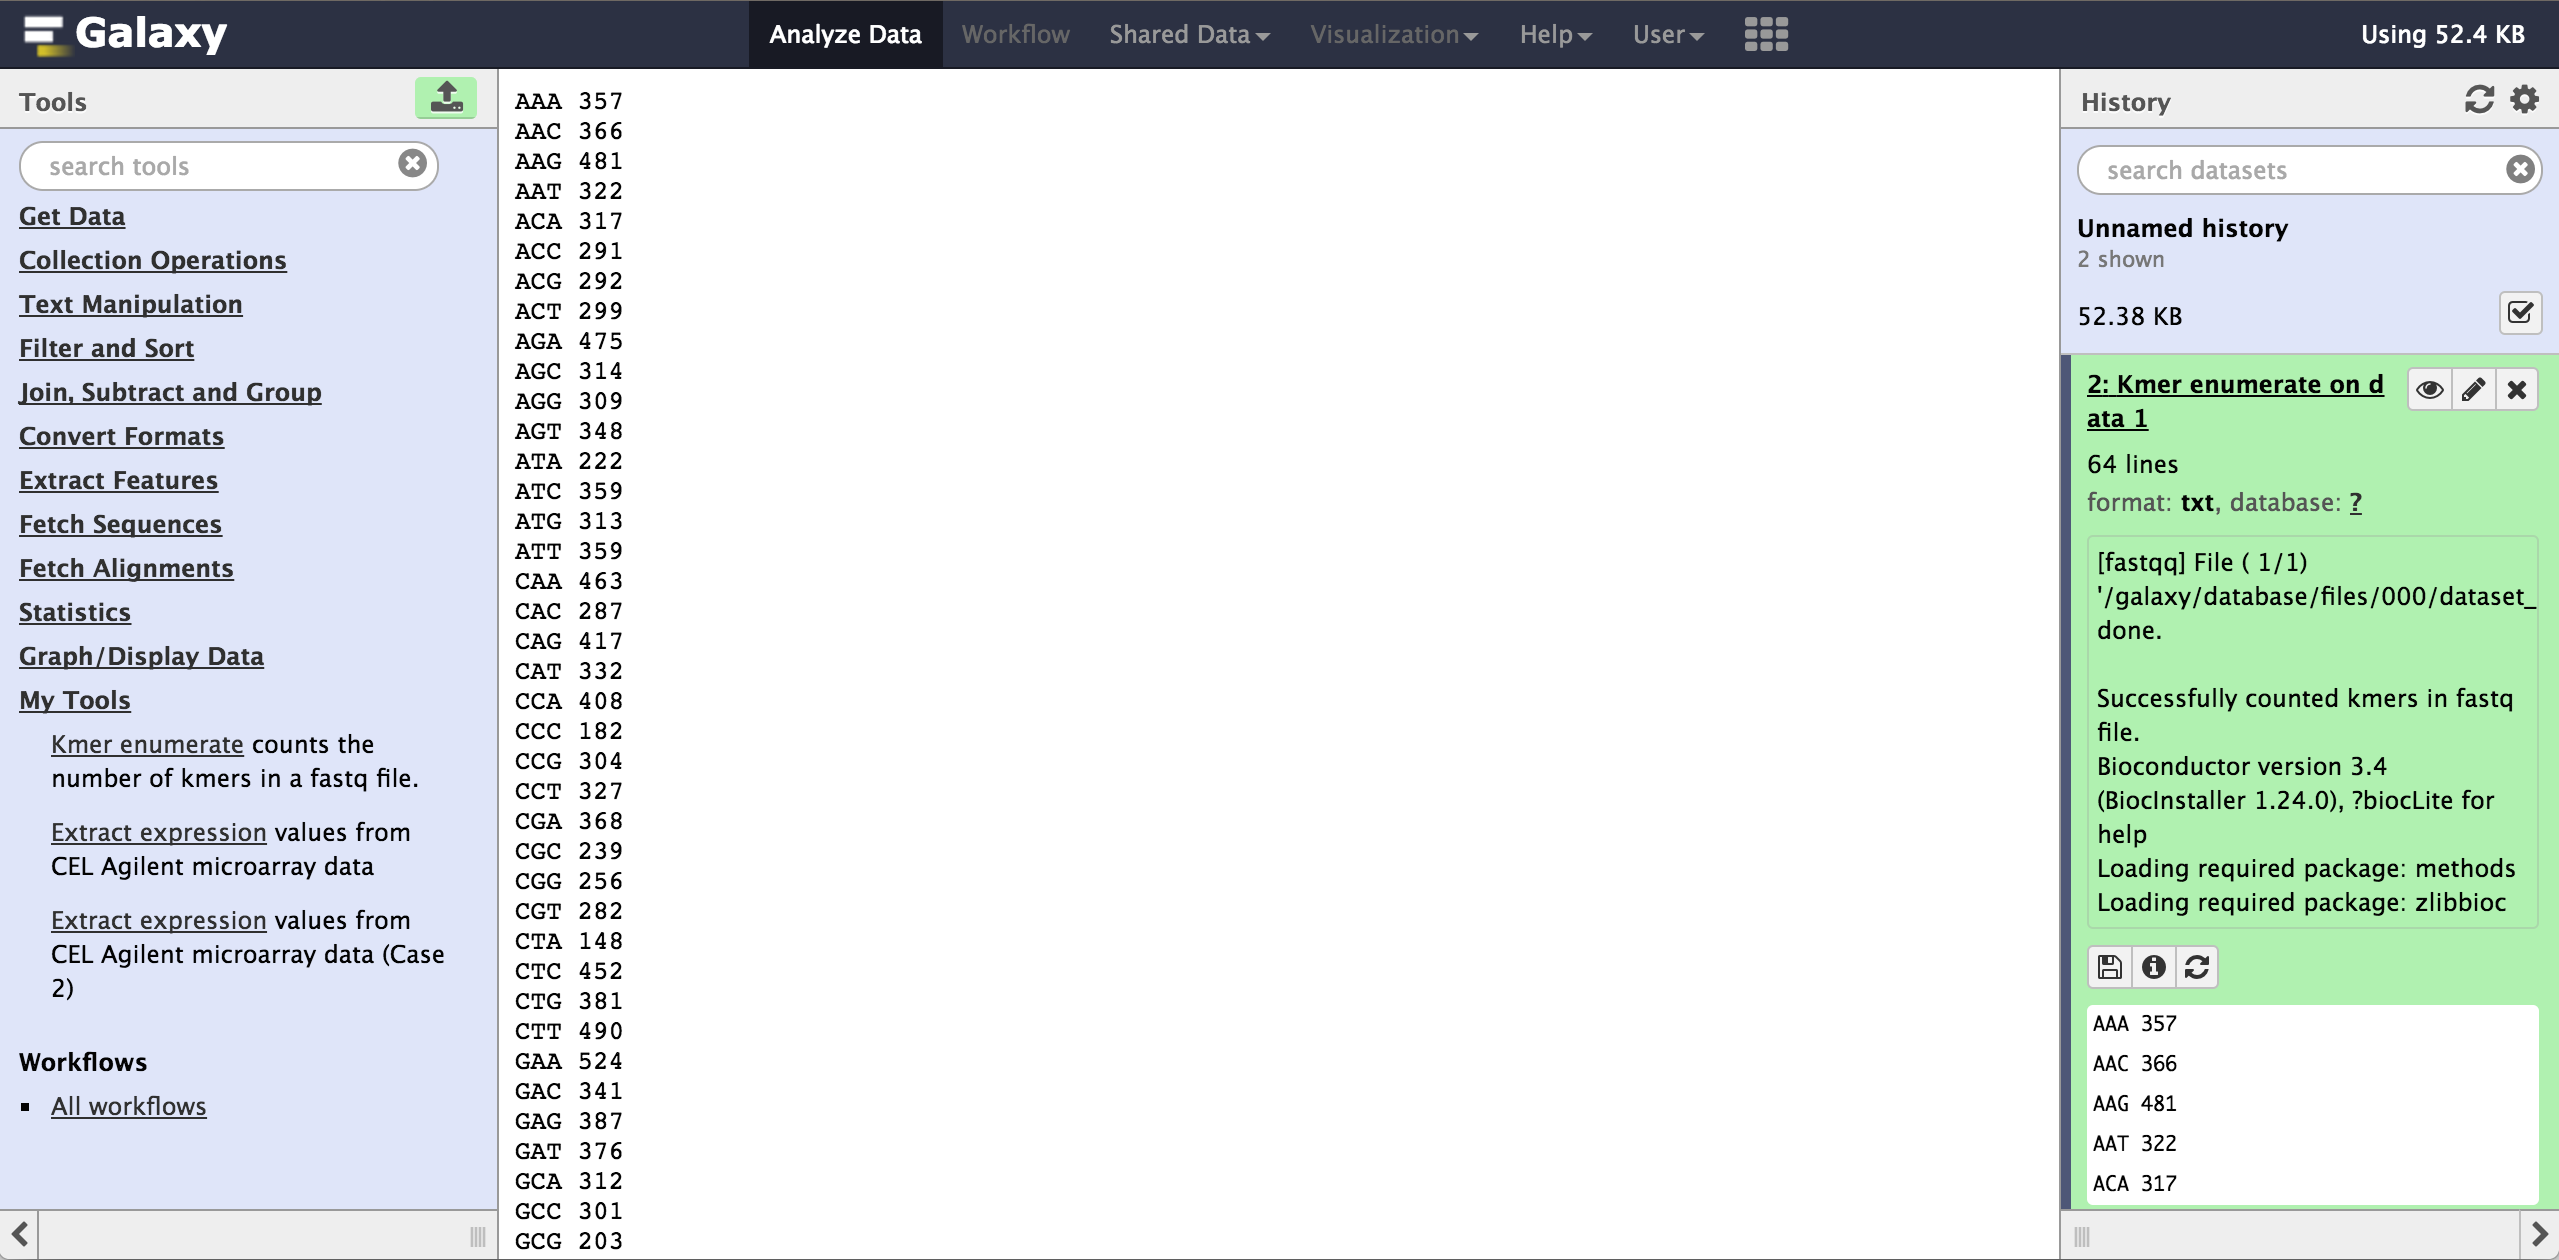 Galaxy
Analyze Data
Workflow
Shared Data
Visualization
Help
User
Using 52.4 KB
Tools
search tools
Get Data
Collection Operations
Text Manipulation
Filter and Sort
Join, Subtract and Group
Convert Formats
Extract Features
Fetch Sequences
Fetch Alignments
Statistics
Graph/Display Data
My Tools
Kmer enumerate counts the
number of kmers in a fastq file.
Extract expression values from
CEL Agilent microarray data
Extract expression values from
CEL Agilent microarray data (Case
2)
Workflows
All workflows
AAA 357
AAC 366
AAG 481
AAT 322
ACA 317
ACC 291
ACG 292
ACT 299
AGA 475
AGC 314
AGG 309
AGT 348
ATA 222
ATC 359
ATG 313
ATT 359
CAA 463
CAC 287
CAG 417
CAT 332
CCA 408
CCC 182
CCG 304
CCT 327
CGA 368
CGC 239
CGG 256
CGT 282
CTA 148
CTC 452
CTG 381
CTT 490
GAA 524
GAC 341
GAG 387
GAT 376
GCA 312
GCC 301
GCG 203
History
search datasets
Unnamed history
2 shown
52.38 KB
2: Kmer enumerate on d
ata 1
64 lines
format: txt, database: ?
[fastqq] File ( 1/1)
'/galaxy/database/files/000/dataset_
done.
Successfully counted kmers in fastq
file.
Bioconductor version 3.4
(BiocInstaller 1.24.0), ?biocLite for
help
Loading required package: methods
Loading required package: zlibbioc
AAA 357
AAC 366
AAG 481
AAT 322
ACA 317